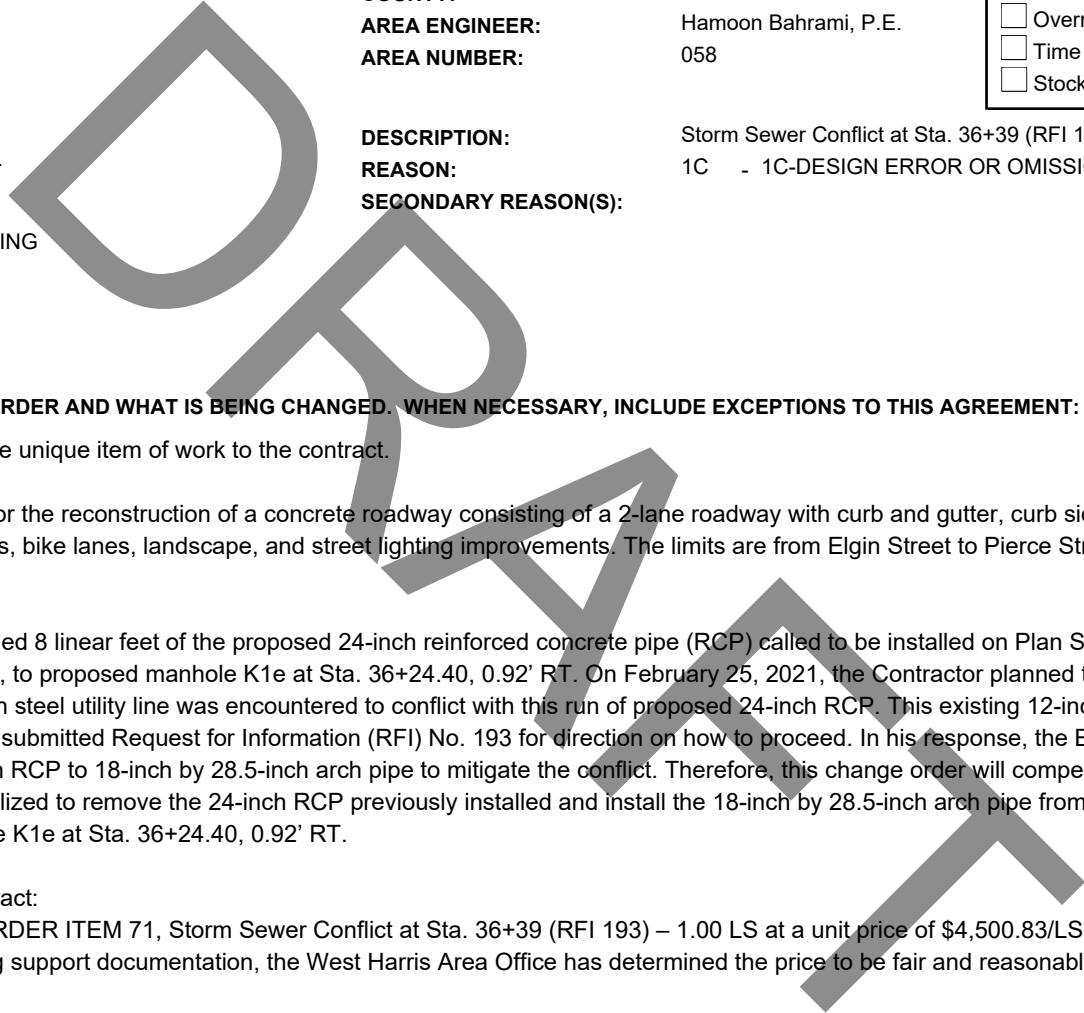 AREA ENGINEER: Hamoon Bahrami, P.E.
AREA NUMBER: 058
Time
DESCRIPTION: Storm Sewer Conflict at Sta. 36+39 (RFI 1
REASON: 1C - 1C-DESIGN ERROR OR OMISSI
SECONDARY REASON(S):
ING
RDER AND WHAT IS BEING CHANGED. WHEN NECESSARY, INCLUDE EXCEPTIONS TO THIS AGREEMENT:
e unique item of work to the contract.
or the reconstruction of a concrete roadway consisting of a 2-lane roadway with curb and gutter, curb si
s, bike lanes, landscape, and street lighting improvements. The limits are from Elgin Street to Pierce Str
ed 8 linear feet of the proposed 24-inch reinforced concrete pipe (RCP) called to be installed on Plan S
, to proposed manhole K1e at Sta. 36+24.40, 0.92’ RT. On February 25, 2021, the Contractor planned t
n steel utility line was encountered to conflict with this run of proposed 24-inch RCP. This existing 12-inc
submitted Request for Information (RFI) No. 193 for direction on how to proceed. In his response, the E
n RCP to 18-inch by 28.5-inch arch pipe to mitigate the conflict. Therefore, this change order will compe
lized to remove the 24-inch RCP previously installed and install the 18-inch by 28.5-inch arch pipe from
e K1e at Sta. 36+24.40, 0.92’ RT.
act:
RDER ITEM 71, Storm Sewer Conflict at Sta. 36+39 (RFI 193) – 1.00 LS at a unit price of $4,500.83/LS
g support documentation, the West Harris Area Office has determined the price to be fair and reasonabl
Overr
Stock
DRAFT